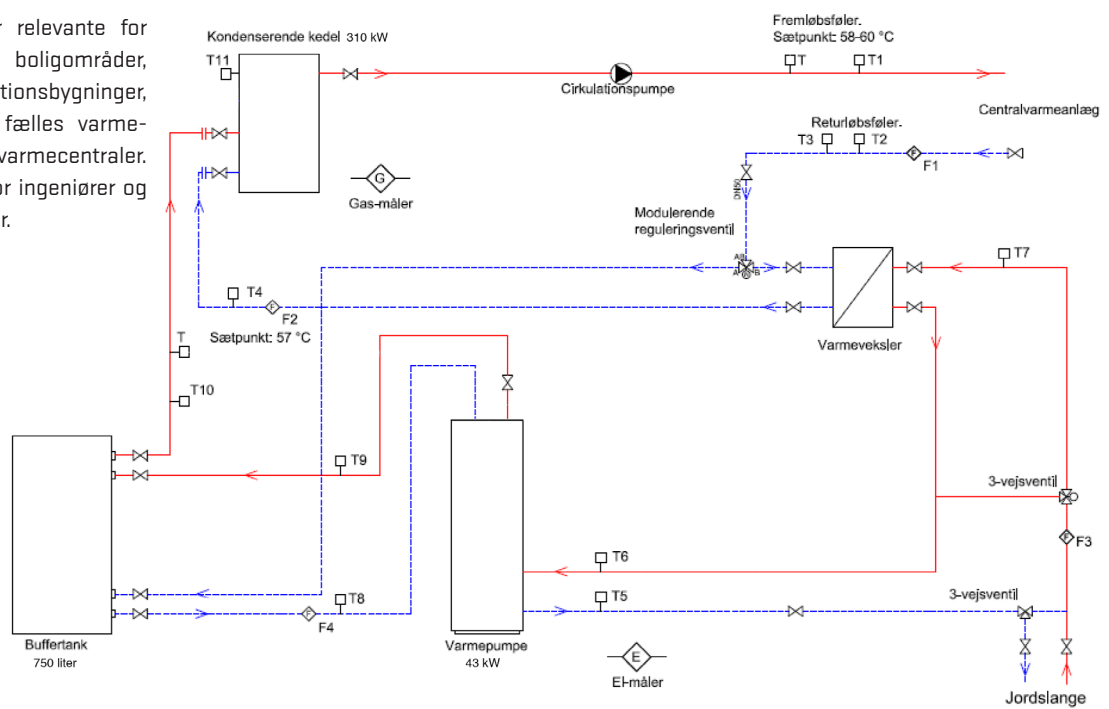 r relevante for
boligområder,
tionsbygninger,
fælles varme-
varmecentraler.
or ingeniører og
r.
Kondenserende kedel 310 kW
T11
Fremløbsføler.
Sætpunkt: 58-60 °C
T
T1
Cirkulationspumpe
Centralvarmeanlæg
Returløbsføler.
T3
T2
F1
G
Gas-måler
DN50
Modulerende
reguleringsventil
AB
A
B
T7
T4
F2
Sætpunkt: 57 °C
Varmeveksler
T
T10
T9
3-vejsventil
F
F3
T6
T5
T8
F4
3-vejsventil
Buffertank
750 liter
Varmepumpe
43 kW
E
El-måler
Jordslange